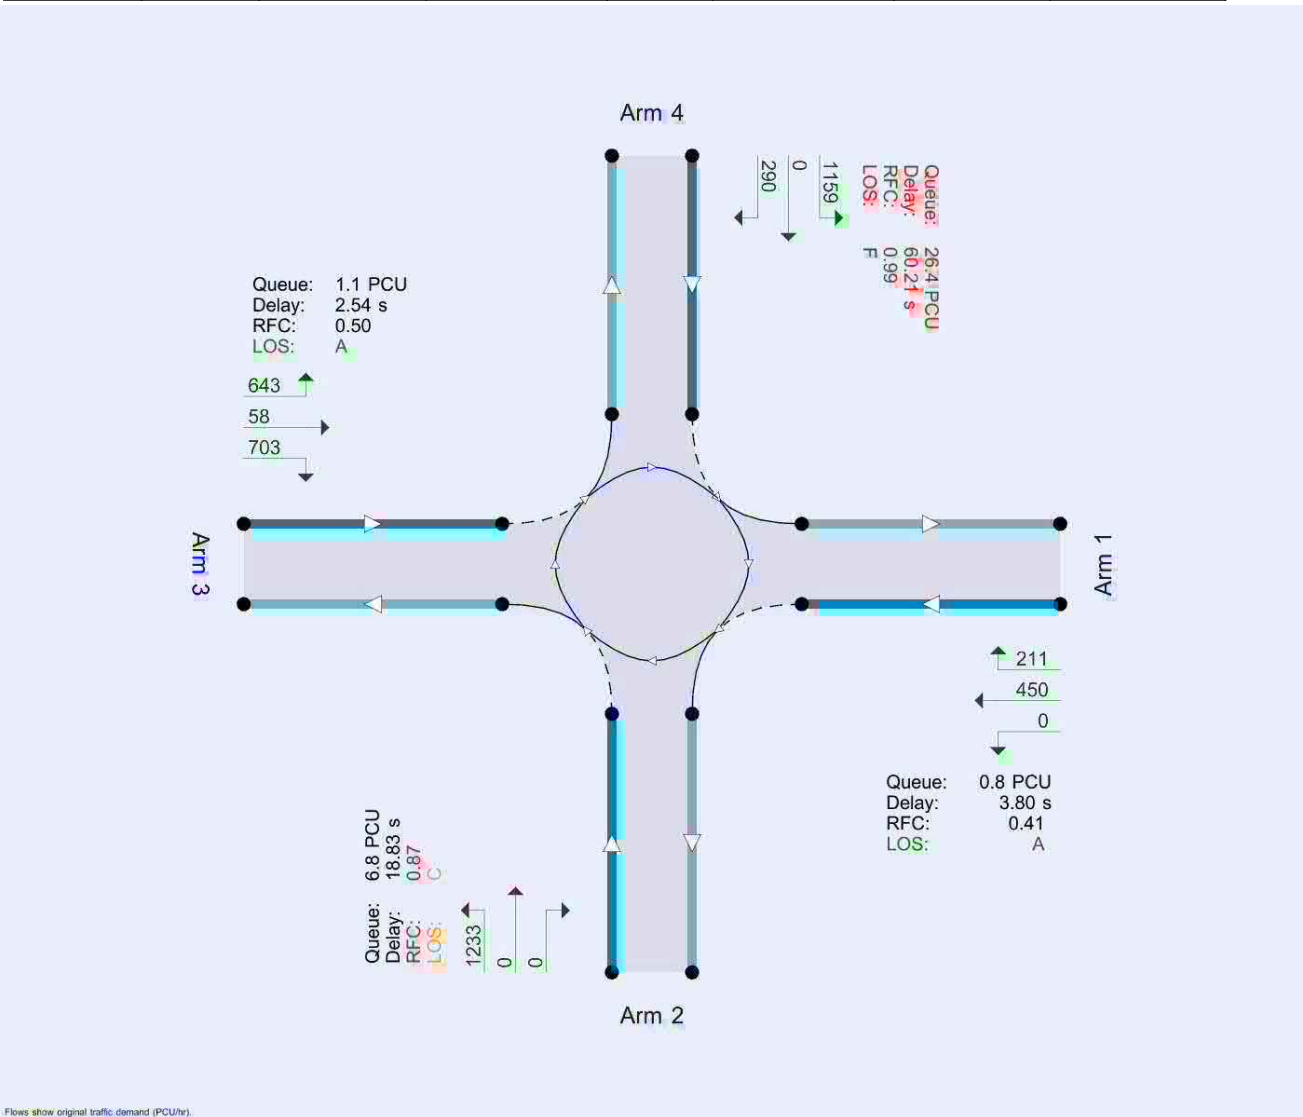 Arm 4
Queue: 26.4 PCU
Delay: 60.21 s
RFC: 0.99
LOS: F
1159
0
290
Queue: 1.1 PCU
Delay: 2.54 s
RFC: 0.50
LOS: A
643
58
703
Arm 3
Arm 1
211
450
0
Queue: 0.8 PCU
Delay: 3.80 s
RFC: 0.41
LOS: A
Queue: 6.8 PCU
Delay: 18.83 s
RFC: 0.87
LOS: C
1233
0
0
Arm 2
Flows show original traffic demand (PCU/hr).